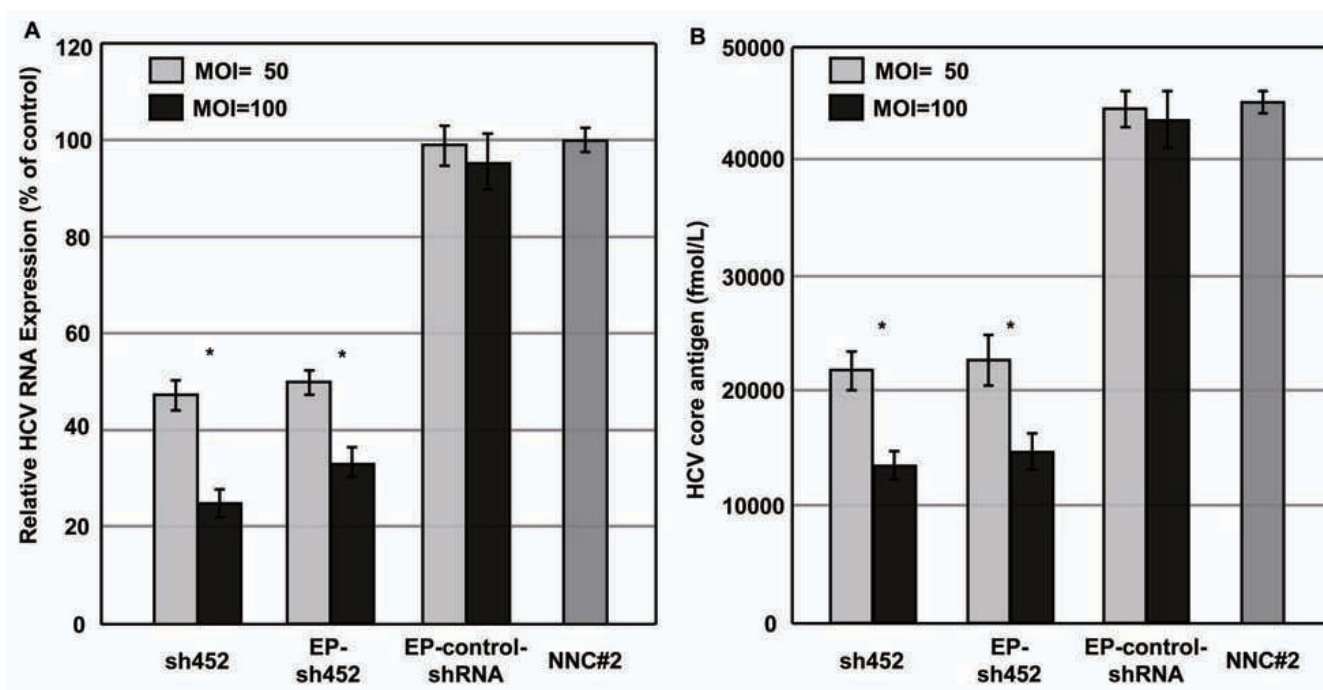 A
Relative HCV RNA Expression (% of control)
120
100
80
60
40
20
0
MOI= 50
MOI=100
*
*
sh452
EP-
sh452
EP-control-
shRNA
NNC#2
B
HCV core antigen (fmol/L)
50000
40000
30000
20000
10000
0
MOI= 50
MOI=100
*
*
sh452
EP-
sh452
EP-control-
shRNA
NNC#2